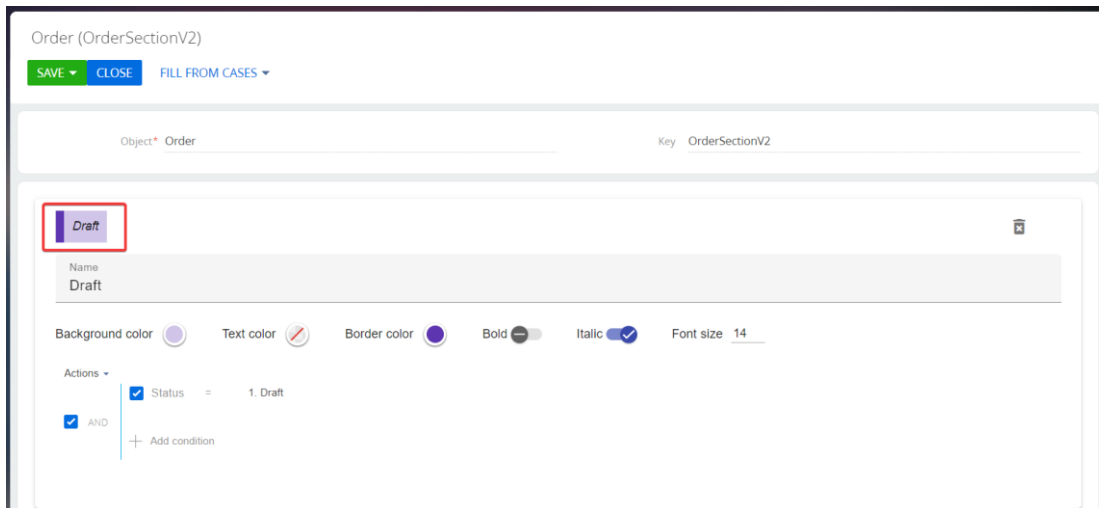 Order (OrderSectionV2)
SAVE CLOSE FILL FROM CASES
Object* Order Key OrderSectionV2
Draft
Name
Draft
Background color Text color Border color Bold Italic Font size 14
Actions
Status = 1. Draft
AND
Add condition